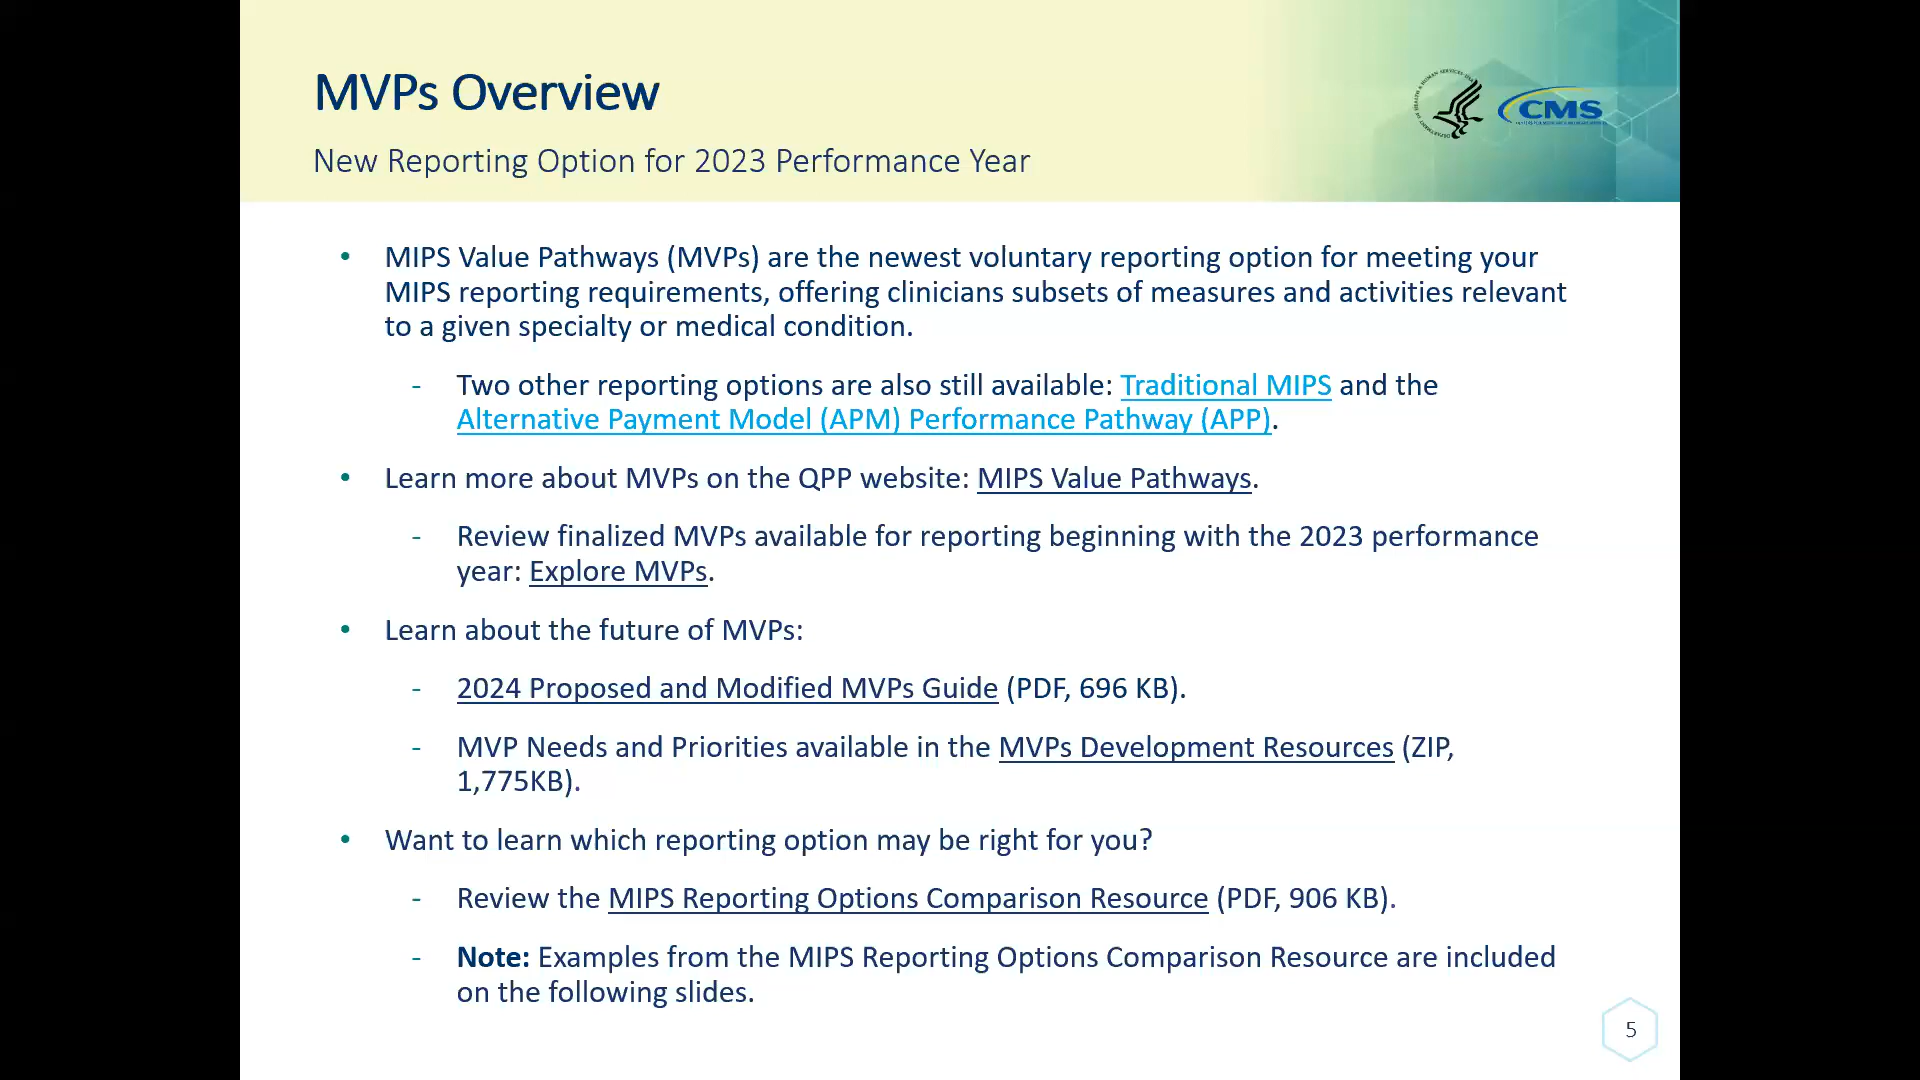 MVPs Overview
New Reporting Option for 2023 Performance Year
CMS
• MIPS Value Pathways (MVPs) are the newest voluntary reporting option for meeting your
MIPS reporting requirements, offering clinicians subsets of measures and activities relevant
to a given specialty or medical condition.
- Two other reporting options are also still available: Traditional MIPS and the
Alternative Payment Model (APM) Performance Pathway (APP).
• Learn more about MVPs on the QPP website: MIPS Value Pathways.
- Review finalized MVPs available for reporting beginning with the 2023 performance
year: Explore MVPs.
• Learn about the future of MVPs:
- 2024 Proposed and Modified MVPs Guide (PDF, 696 KB).
- MVP Needs and Priorities available in the MVPs Development Resources (ZIP,
1,775KB).
• Want to learn which reporting option may be right for you?
- Review the MIPS Reporting Options Comparison Resource (PDF, 906 KB).
- Note: Examples from the MIPS Reporting Options Comparison Resource are included
on the following slides.
5